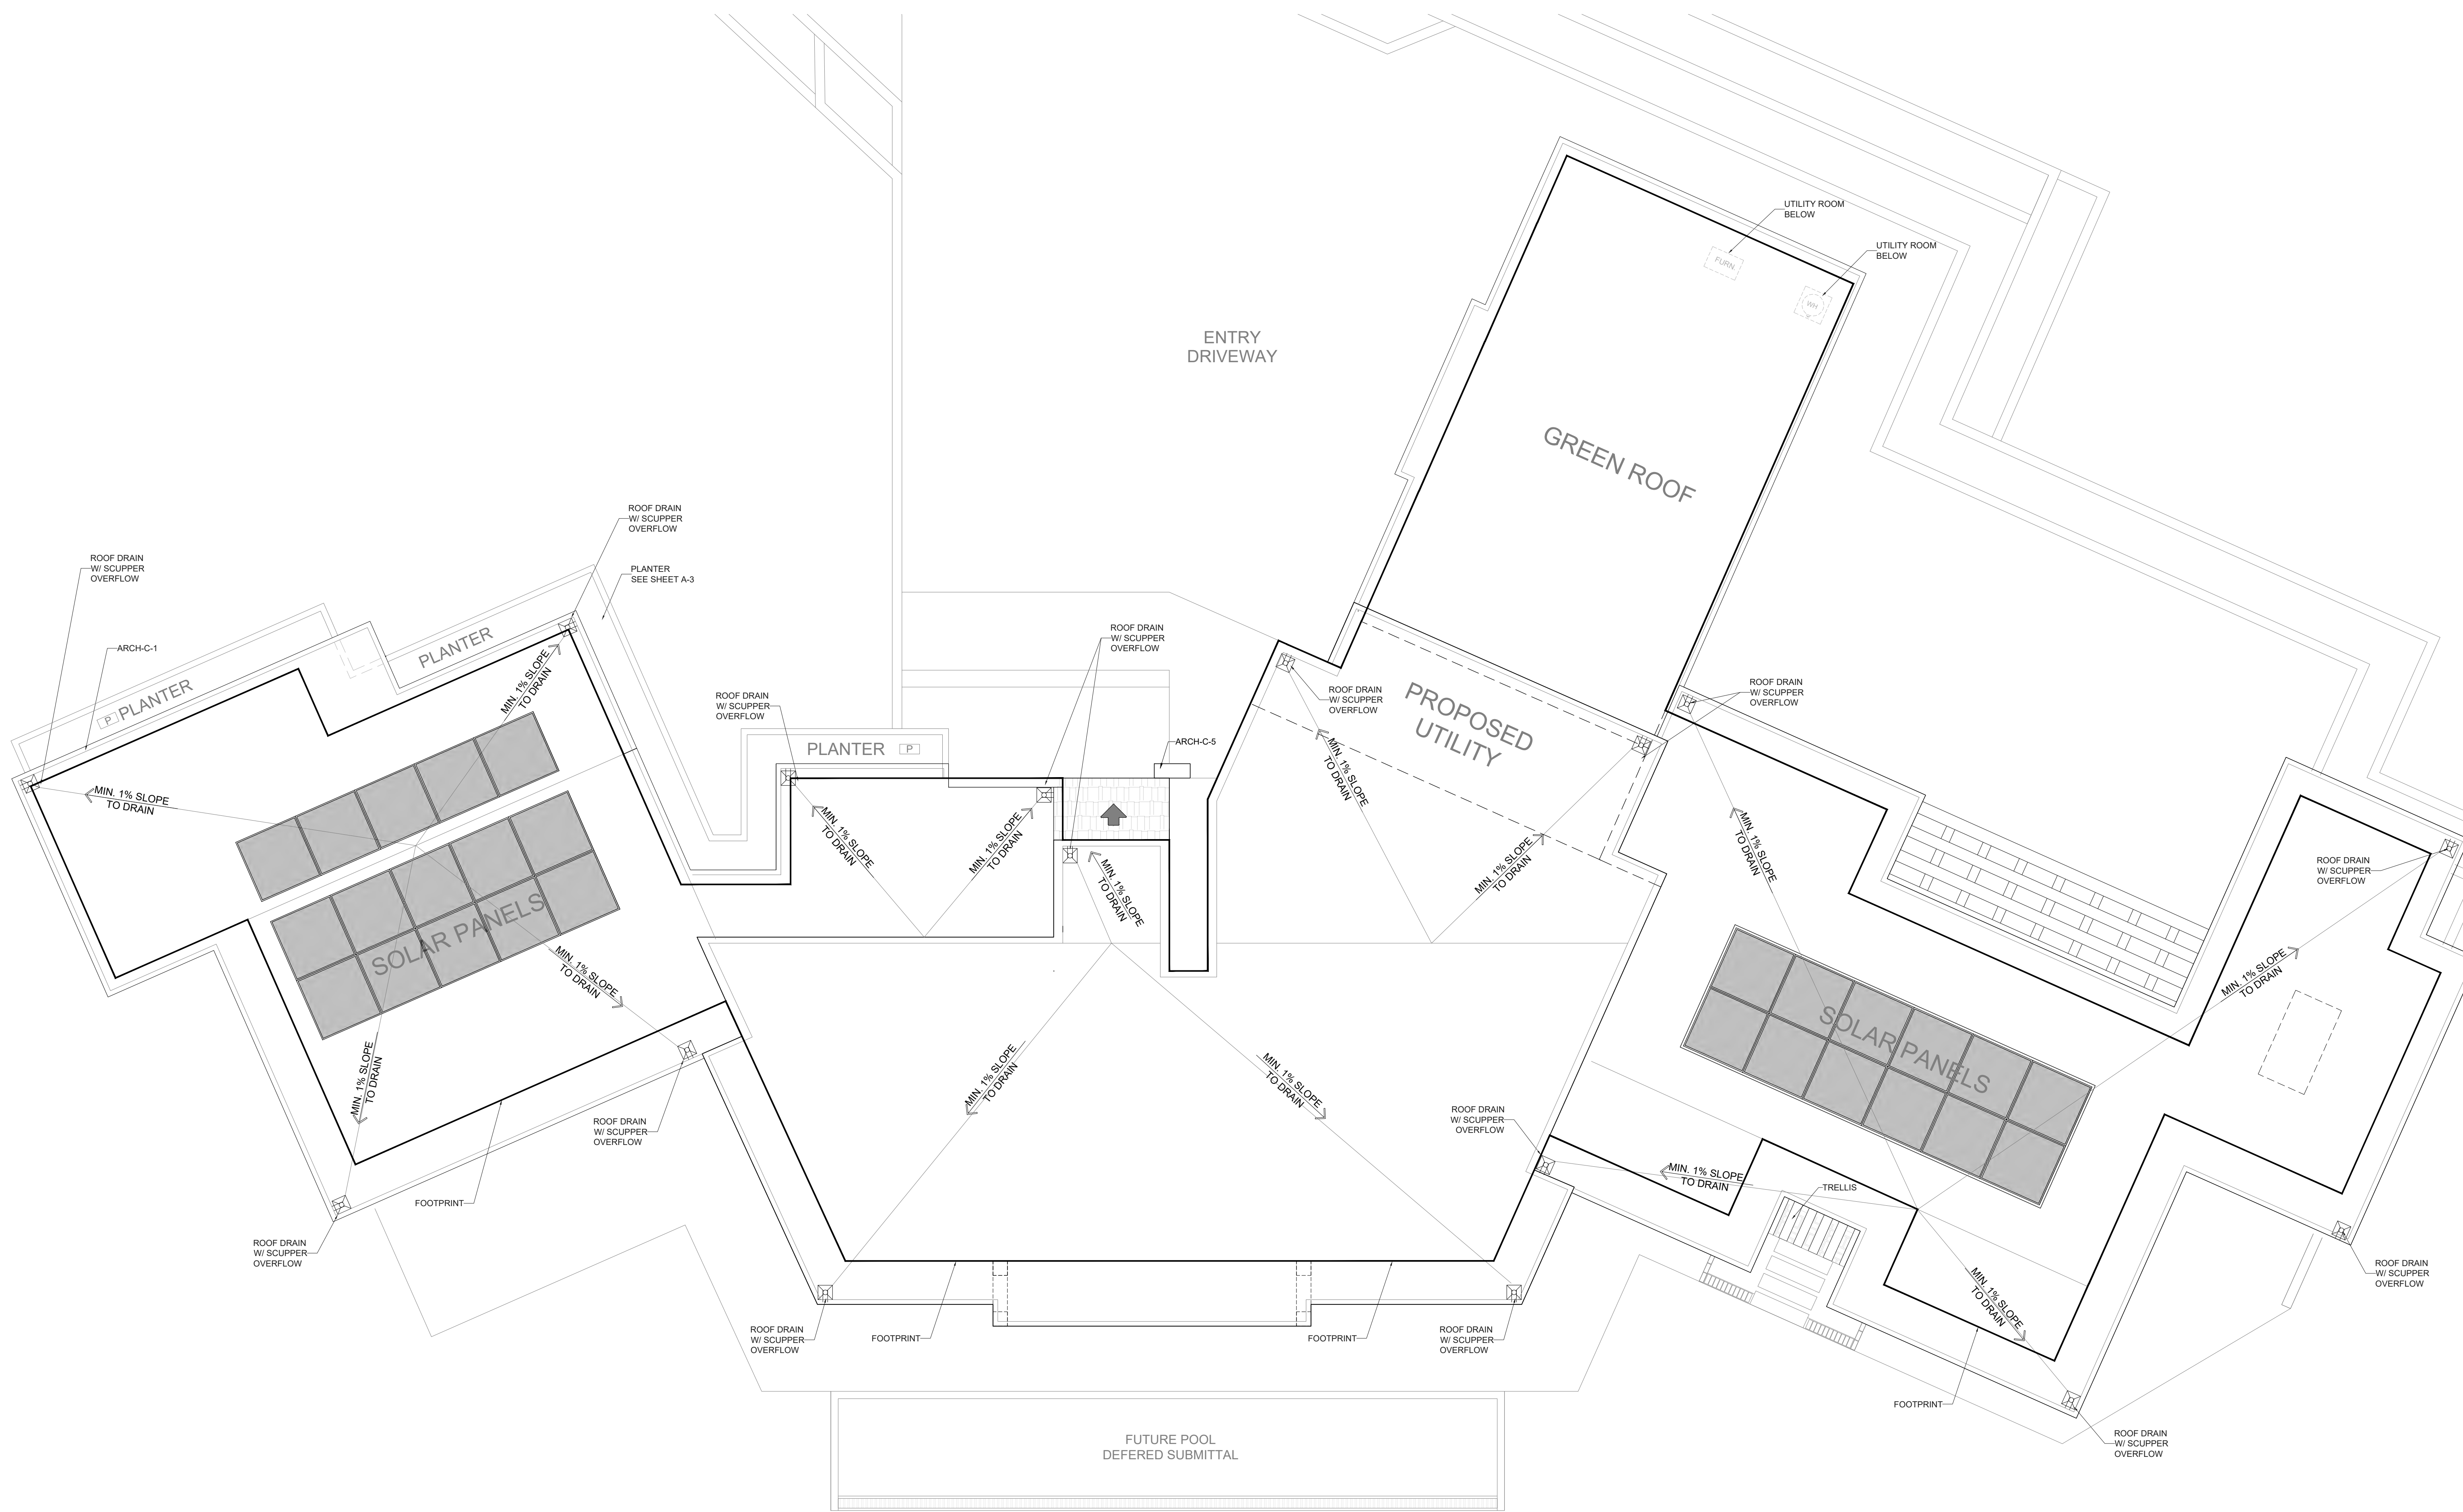 UTILITY ROOM
BELOW
FURN.
UTILITY ROOM
BELOW
WH
ENTRY
DRIVEWAY
GREEN ROOF
ROOF DRAIN
W/ SCUPPER
OVERFLOW
ROOF DRAIN
W/ SCUPPER
OVERFLOW
PLANTER
SEE SHEET A-3
ARCH-C-1
PLANTER
P PLANTER
MIN. 1% SLOPE
TO DRAIN
MIN. 1% SLOPE
TO DRAIN
ROOF DRAIN
W/ SCUPPER
OVERFLOW
ROOF DRAIN
W/ SCUPPER
OVERFLOW
PLANTER P
ARCH-C-5
ROOF DRAIN
W/ SCUPPER
OVERFLOW
PROPOSED
UTILITY
ROOF DRAIN
W/ SCUPPER
OVERFLOW
MIN. 1% SLOPE
TO DRAIN
MIN. 1% SLOPE
TO DRAIN
MIN. 1% SLOPE
TO DRAIN
MIN. 1% SLOPE
TO DRAIN
MIN. 1% SLOPE
TO DRAIN
MIN. 1% SLOPE
TO DRAIN
ROOF DRAIN
W/ SCUPPER
OVERFLOW
SOLAR PANELS
MIN. 1% SLOPE
TO DRAIN
MIN. 1% SLOPE
TO DRAIN
SOLAR PANELS
MIN. 1% SLOPE
TO DRAIN
MIN. 1% SLOPE
TO DRAIN
MIN. 1% SLOPE
TO DRAIN
ROOF DRAIN
W/ SCUPPER
OVERFLOW
ROOF DRAIN
W/ SCUPPER
OVERFLOW
MIN. 1% SLOPE
TO DRAIN
TRELLIS
FOOTPRINT
ROOF DRAIN
W/ SCUPPER
OVERFLOW
ROOF DRAIN
W/ SCUPPER
OVERFLOW
MIN. 1% SLOPE
TO DRAIN
ROOF DRAIN
W/ SCUPPER
OVERFLOW
FOOTPRINT
FOOTPRINT
ROOF DRAIN
W/ SCUPPER
OVERFLOW
FOOTPRINT
ROOF DRAIN
W/ SCUPPER
OVERFLOW
FUTURE POOL
DEFERED SUBMITTAL